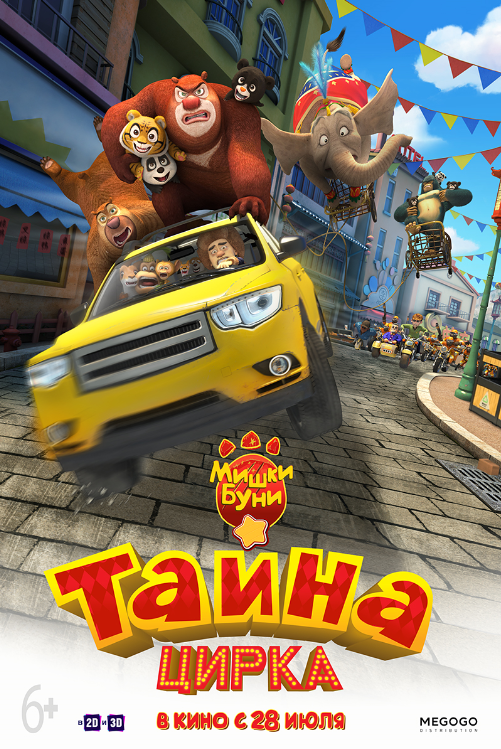 Мишки
Буни
Тайна
ЦИРКА
6+
в 2D и 3D
в кино с 28 июля
MEGOGO
DISTRIBUTION